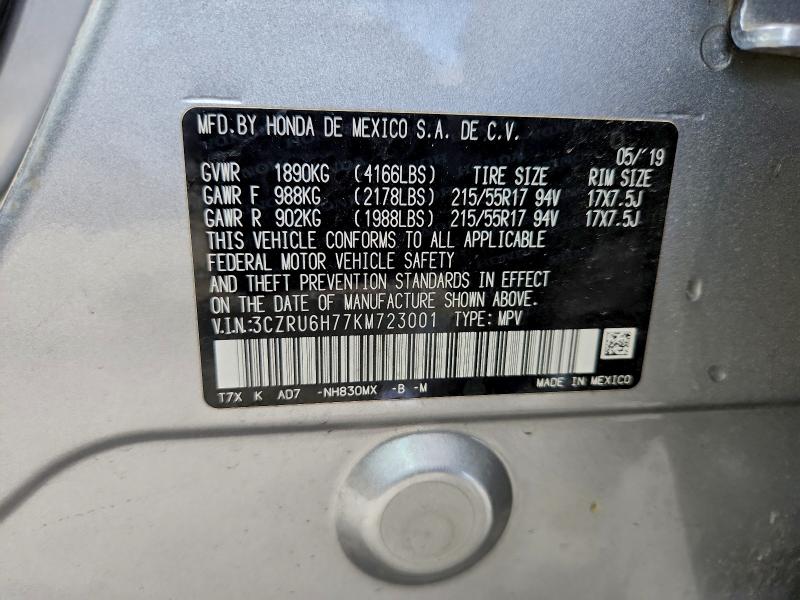 MFD.BY HONDA DE MEXICO S.A. DE C.V.
05/'19
GVWR 1890KG (4166LBS) TIRE SIZE RIM SIZE
GAWR F 988KG (2178LBS) 215/55R17 94V 17X7.5J
GAWR R 902KG (1988LBS) 215/55R17 94V 17X7.5J
THIS VEHICLE CONFORMS TO ALL APPLICABLE
FEDERAL MOTOR VEHICLE SAFETY
AND THEFT PREVENTION STANDARDS IN EFFECT
ON THE DATE OF MANUFACTURE SHOWN ABOVE.
V.I.N.:3CZRU6H77KM723001 TYPE: MPV
T7X K AD7 -NH830MX -B -M MADE IN MEXICO